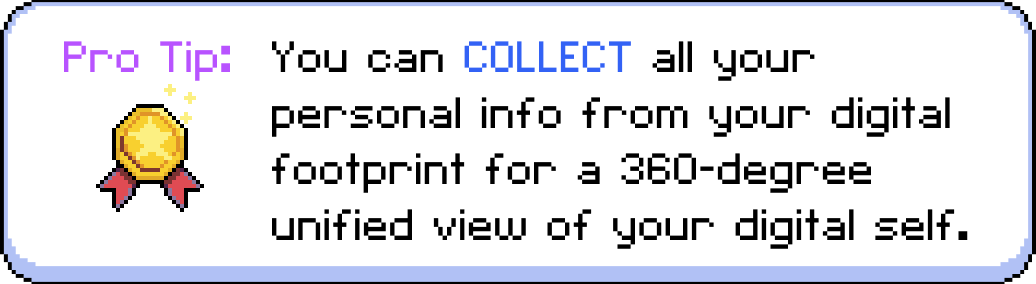 Pro Tip: You can COLLECT all your
personal info from your digital
footprint for a 360-degree
unified view of your digital self.